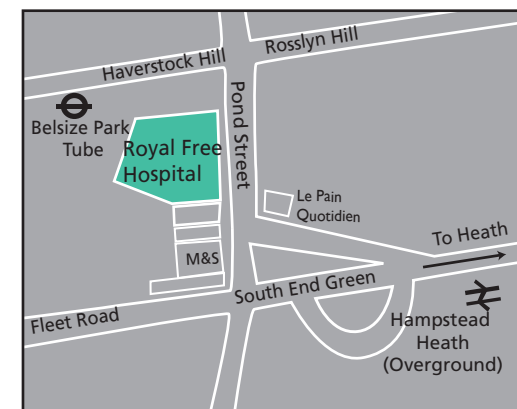 Haverstock Hill
Rosslyn Hill
Belsize Park
Tube
Royal Free
Hospital
Pond Street
Le Pain
Quotidien
To Heath
M&S
South End Green
Fleet Road
Hampstead
Heath
(Overground)